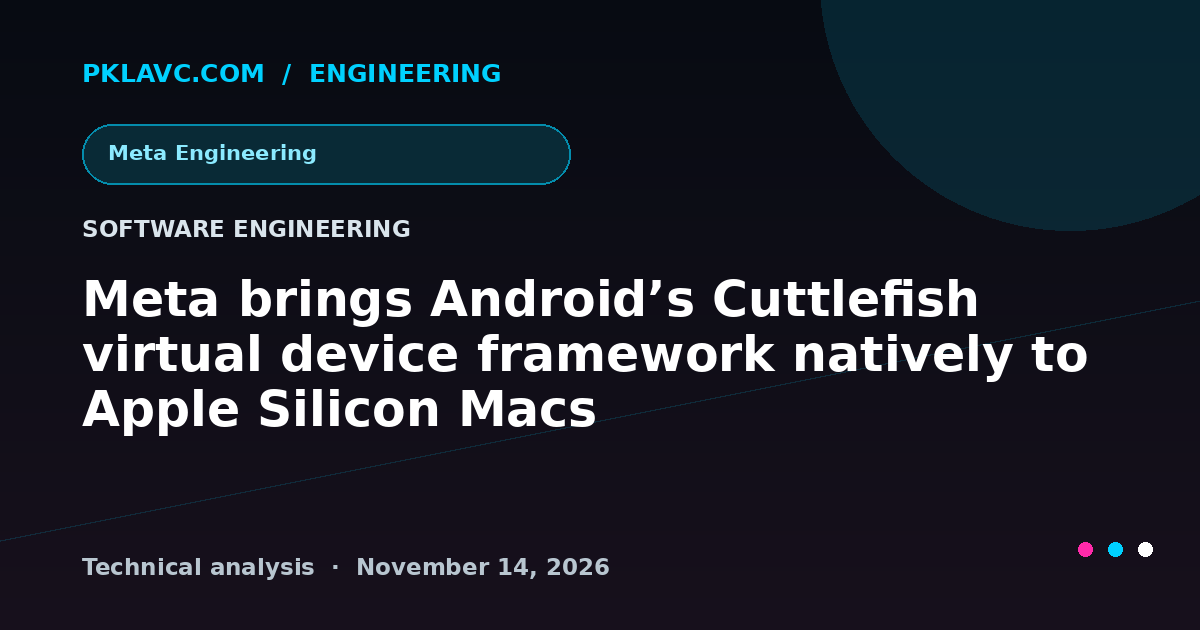 PKLAVC.COM / ENGINEERING
Meta Engineering
SOFTWARE ENGINEERING
Meta brings Android’s Cuttlefish
virtual device framework natively to
Apple Silicon Macs
Technical analysis · November 14, 2026